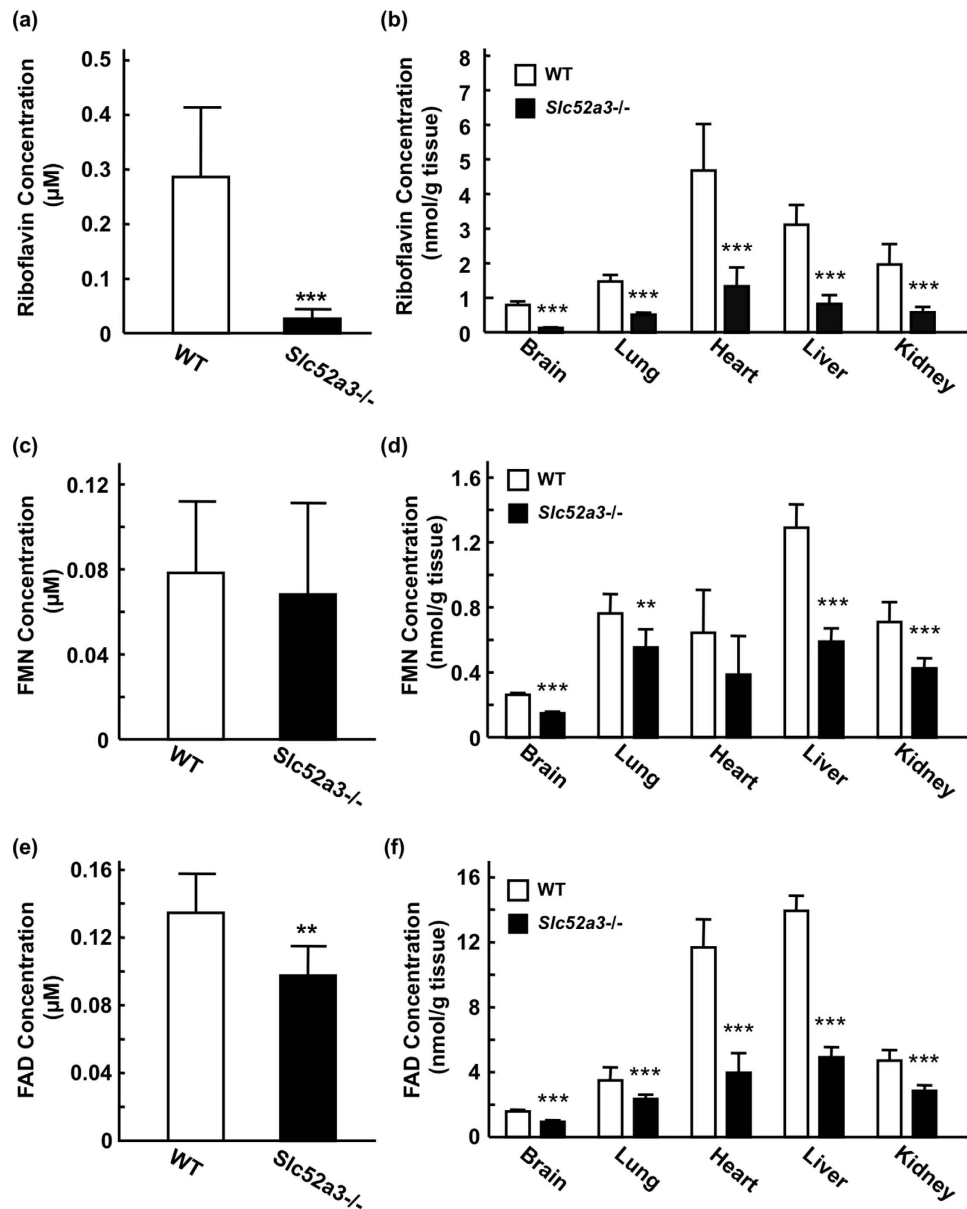 (a)
Riboflavin Concentration
(µM)
0.5
0.4
0.3
0.2
0.1
0
***
WT
Slc52a3-/-
(b)
Riboflavin Concentration
(nmol/g tissue)
8
7
6
5
4
3
2
1
0
WT
Slc52a3-/-
***
***
***
***
***
Brain
Lung
Heart
Liver
Kidney
(c)
FMN Concentration
(µM)
0.12
0.08
0.04
0
WT
Slc52a3-/-
(d)
FMN Concentration
(nmol/g tissue)
1.6
1.2
0.8
0.4
0
WT
Slc52a3-/-
***
**
***
***
Brain
Lung
Heart
Liver
Kidney
(e)
FAD Concentration
(µM)
0.16
0.12
0.08
0.04
0
**
WT
Slc52a3-/-
(f)
FAD Concentration
(nmol/g tissue)
16
12
8
4
0
WT
Slc52a3-/-
***
***
***
***
***
Brain
Lung
Heart
Liver
Kidney